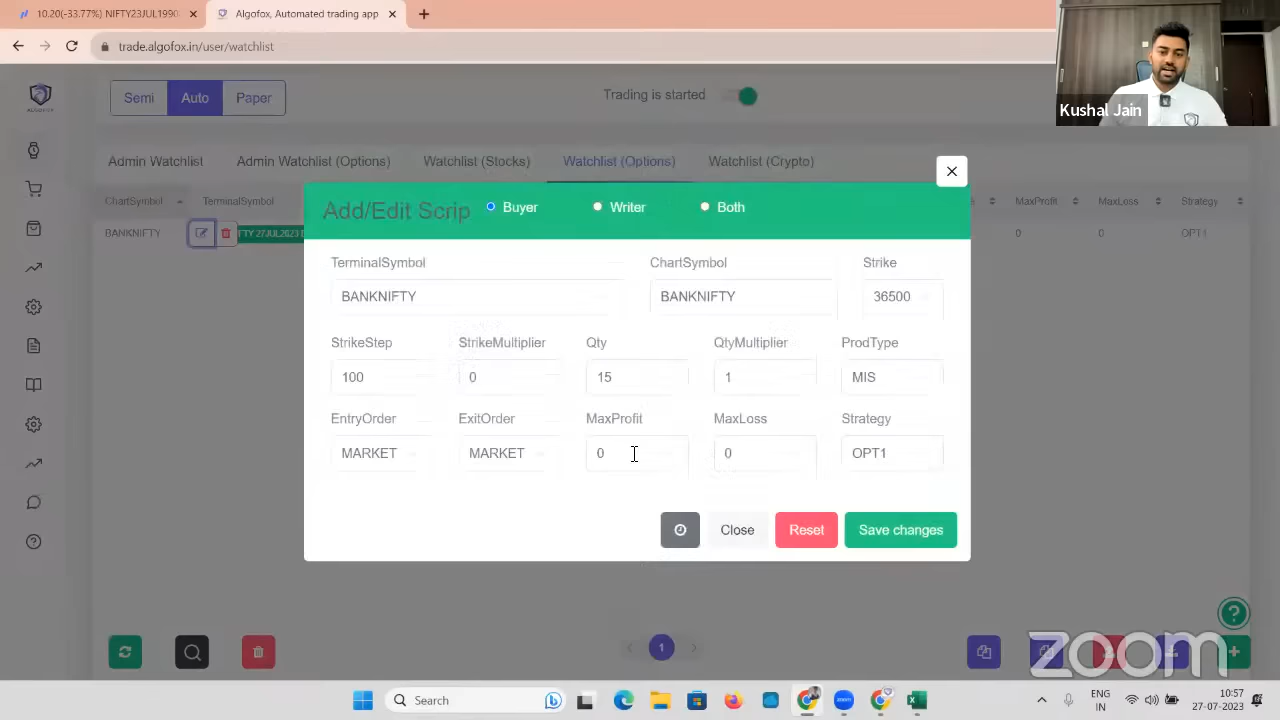 10.20(-33.77%) NIFTY23JUL1990
Algofox, Automated trading app
trade.algofox.in/user/watchlist
Kushal Jain
Semi Auto Paper
Trading is started
Admin Watchlist Admin Watchlist (Options) Watchlist (Stocks) Watchlist (Options) Watchlist (Crypto)
ChartSymbol TerminalSymbol MaxProfit MaxLoss Strategy
BANKNIFTY TY 27JUL2023 0 0 OPT1
Add/Edit Scrip Buyer Writer Both
TerminalSymbol ChartSymbol Strike
BANKNIFTY BANKNIFTY 36500
StrikeStep StrikeMultiplier Qty QtyMultiplier ProdType
100 0 15 1 MIS
EntryOrder ExitOrder MaxProfit MaxLoss Strategy
MARKET MARKET 0 0 OPT1
Close Reset Save changes
1
zoom
Search
ENG
IN
10:57
27-07-2023